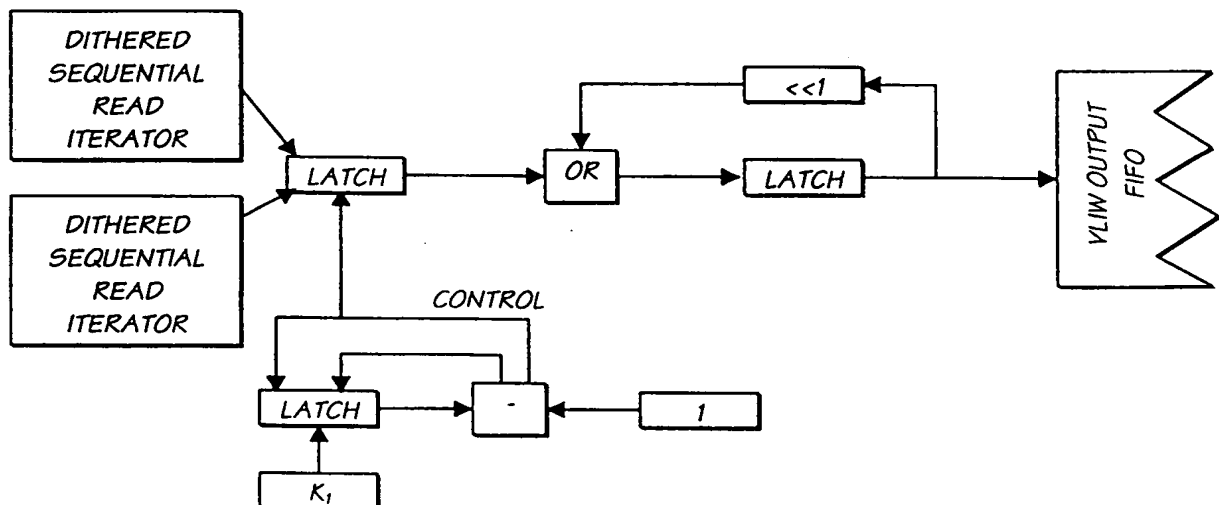 DITHERED
SEQUENTIAL
READ
ITERATOR
<<1
OR
LATCH
LATCH
VLIW OUTPUT
FIFO
DITHERED
SEQUENTIAL
READ
ITERATOR
CONTROL
LATCH
-
1
K₁